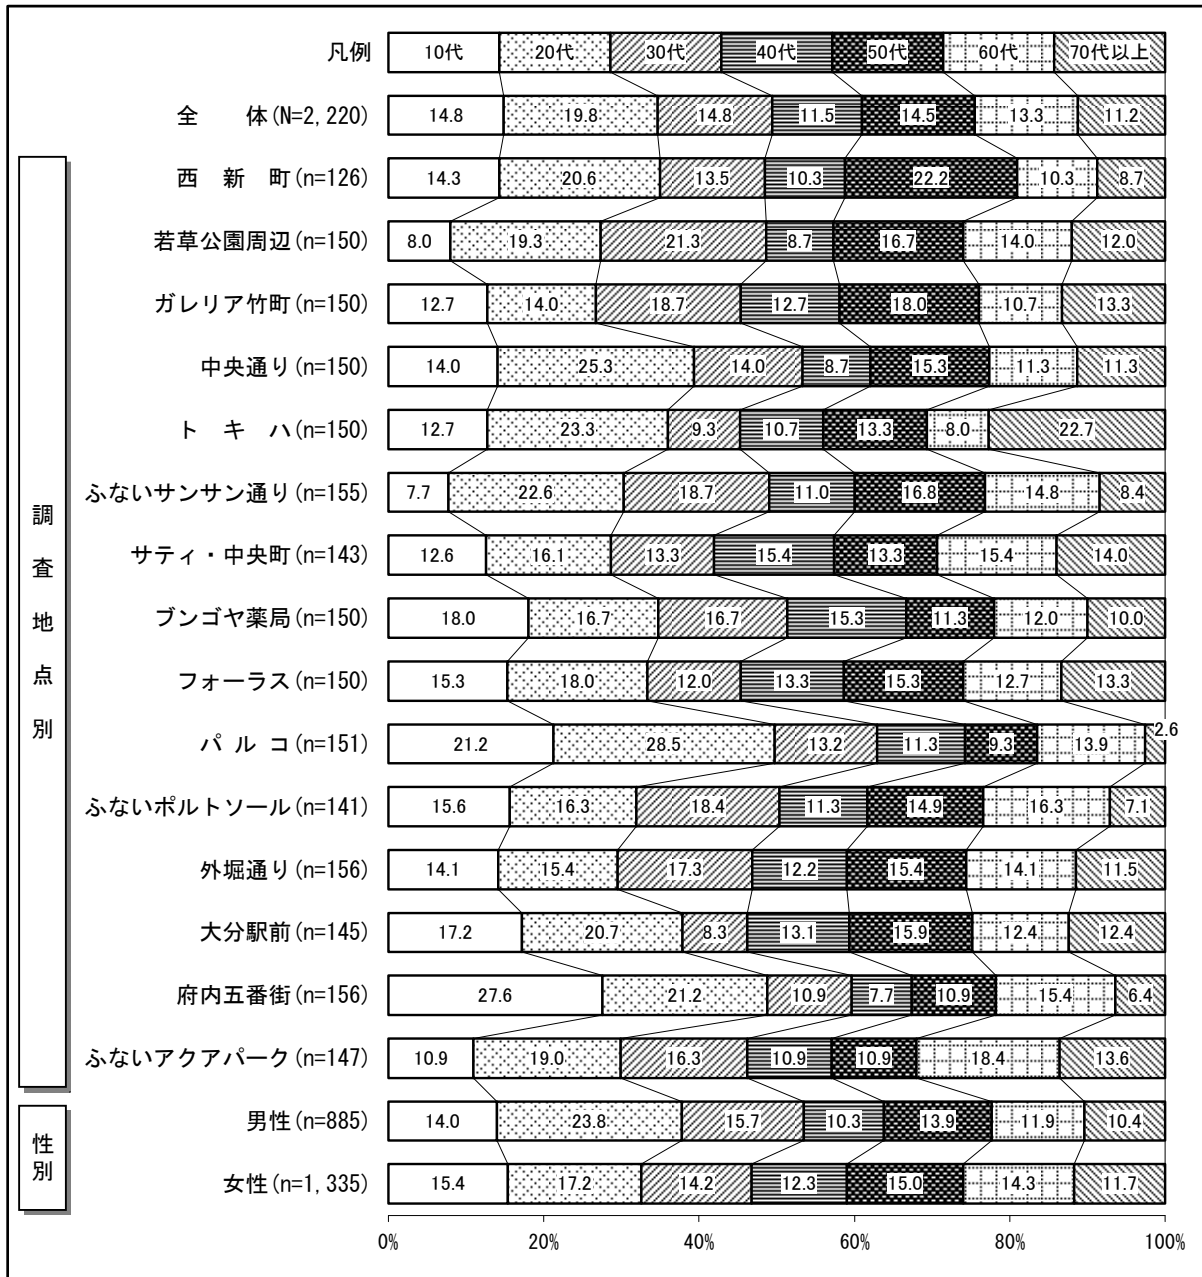 凡例 10代 20代 30代 40代 50代 60代 70代以上
全　体(N=2,220) 14.8 19.8 14.8 11.5 14.5 13.3 11.2
調査地点別
西　新　町(n=126) 14.3 20.6 13.5 10.3 22.2 10.3 8.7
若草公園周辺(n=150) 8.0 19.3 21.3 8.7 16.7 14.0 12.0
ガレリア竹町(n=150) 12.7 14.0 18.7 12.7 18.0 10.7 13.3
中央通り(n=150) 14.0 25.3 14.0 8.7 15.3 11.3 11.3
ト　キ　ハ(n=150) 12.7 23.3 9.3 10.7 13.3 8.0 22.7
ふないサンサン通り(n=155) 7.7 22.6 18.7 11.0 16.8 14.8 8.4
サティ・中央町(n=143) 12.6 16.1 13.3 15.4 13.3 15.4 14.0
ブンゴヤ薬局(n=150) 18.0 16.7 16.7 15.3 11.3 12.0 10.0
フォーラス(n=150) 15.3 18.0 12.0 13.3 15.3 12.7 13.3
パ ル コ(n=151) 21.2 28.5 13.2 11.3 9.3 13.9 2.6
ふないポルトソール(n=141) 15.6 16.3 18.4 11.3 14.9 16.3 7.1
外堀通り(n=156) 14.1 15.4 17.3 12.2 15.4 14.1 11.5
大分駅前(n=145) 17.2 20.7 8.3 13.1 15.9 12.4 12.4
府内五番街(n=156) 27.6 21.2 10.9 7.7 10.9 15.4 6.4
ふないアクアパーク(n=147) 10.9 19.0 16.3 10.9 10.9 18.4 13.6
性別
男性(n=885) 14.0 23.8 15.7 10.3 13.9 11.9 10.4
女性(n=1,335) 15.4 17.2 14.2 12.3 15.0 14.3 11.7
0% 20% 40% 60% 80% 100%